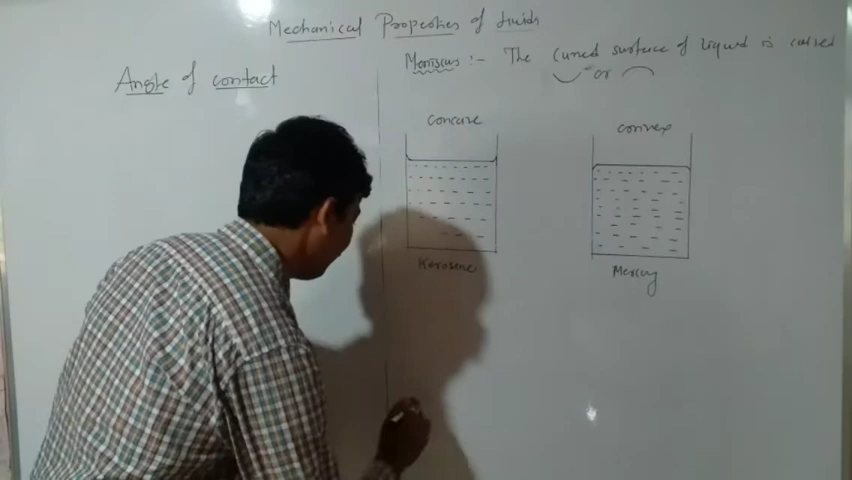 Mechanical Properties of fluids
Angle of contact
Meniscus :- The curved surface of liquid is called
or
concave
convex
Kerosene
Mercury